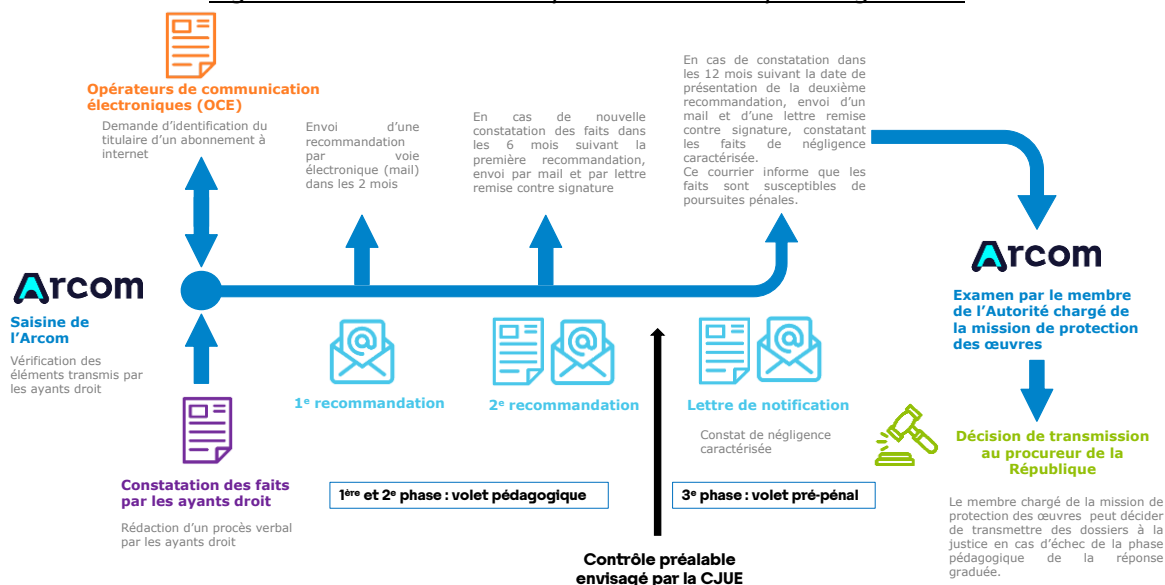 Opérateurs de communication
électroniques (OCE)
Demande d'identification du
titulaire d'un abonnement à
internet
Envoi d'une
recommandation
par voie
électronique (mail)
dans les 2 mois
En cas de nouvelle
constatation des faits dans
les 6 mois suivant la
première recommandation,
envoi par mail et par lettre
remise contre signature
En cas de constatation dans
les 12 mois suivant la date de
présentation de la deuxième
recommandation, envoi d'un
mail et d'une lettre remise
contre signature, constatant
les faits de négligence
caractérisée.
Ce courrier informe que les
faits sont susceptibles de
poursuites pénales.
Arcom
Saisine de
l'Arcom
Vérification des
éléments transmis par
les ayants droit
Arcom
Examen par le membre
de l'Autorité chargé de
la mission de protection
des œuvres
1e recommandation
2e recommandation
Lettre de notification
Constat de négligence
caractérisée
Constatation des faits
par les ayants droit
Rédaction d'un procès verbal
par les ayants droit
1ère et 2e phase : volet pédagogique
3e phase : volet pré-pénal
Contrôle préalable
envisagé par la CJUE
Décision de transmission
au procureur de la
République
Le membre chargé de la mission de
protection des œuvres peut décider
de transmettre des dossiers à la
justice en cas d'échec de la phase
pédagogique de la réponse
graduée.